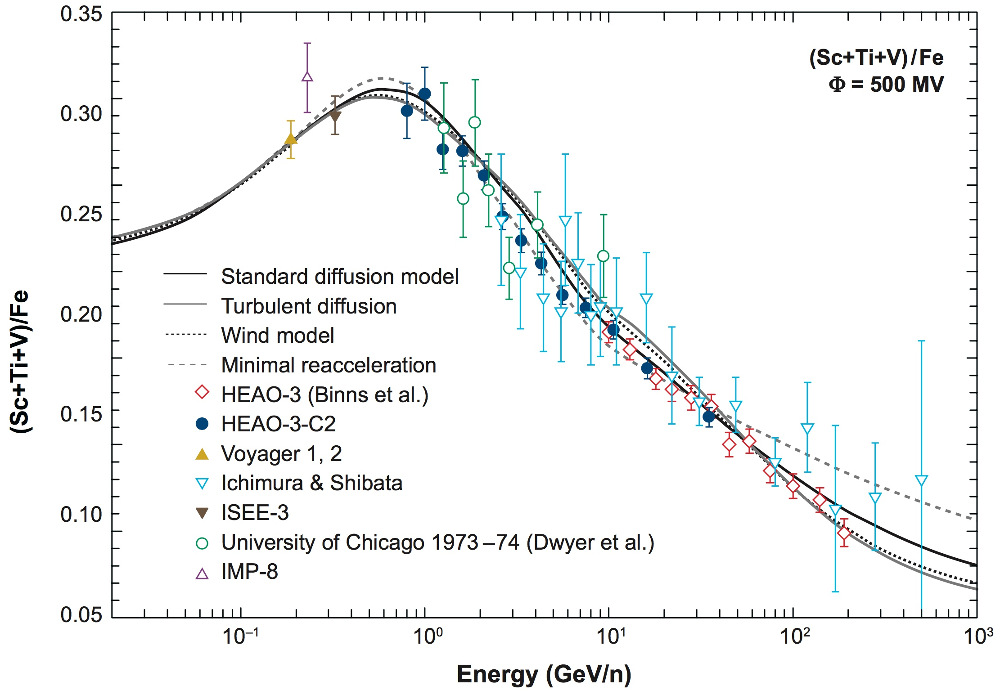 0.35
0.30
0.25
0.20
0.15
0.10
0.05
(Sc+Ti+V)/Fe
(Sc+Ti+V)/Fe
Φ = 500 MV
Standard diffusion model
Turbulent diffusion
Wind model
Minimal reacceleration
HEAO-3 (Binns et al.)
HEAO-3-C2
Voyager 1, 2
Ichimura & Shibata
ISEE-3
University of Chicago 1973–74 (Dwyer et al.)
IMP-8
10⁻¹ 10⁰ 10¹ 10² 10³
Energy (GeV/n)